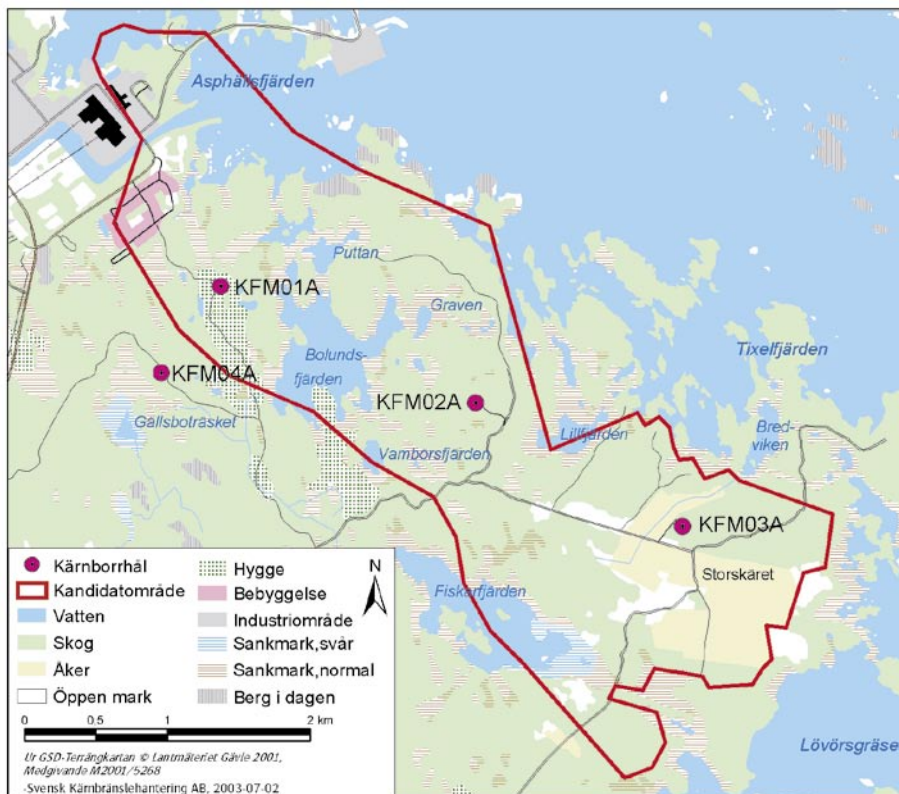 Asphällsfjärden
Puttan
KFM01A
Graven
Bolunds-
fjärden
Tixelfjärden
KFM04A
KFM02A
Gällsboträsket
Lillfjärden
Bred-
viken
Vamborsfjärden
KFM03A
Storskäret
Fiskarfjärden
Lövörsgräse
Kärnborrhål
Kandidatområde
Vatten
Skog
Åker
Öppen mark
Hygge
Bebyggelse
Industriområde
Sankmark,svår
Sankmark,normal
Berg i dagen
N
0 0.5 1 2 km
Ur GSD-Terrängkartan © Lantmäteriet Gävle 2001,
Medgivande M2001/5268
-Svensk Kärnbränslehantering AB, 2003-07-02